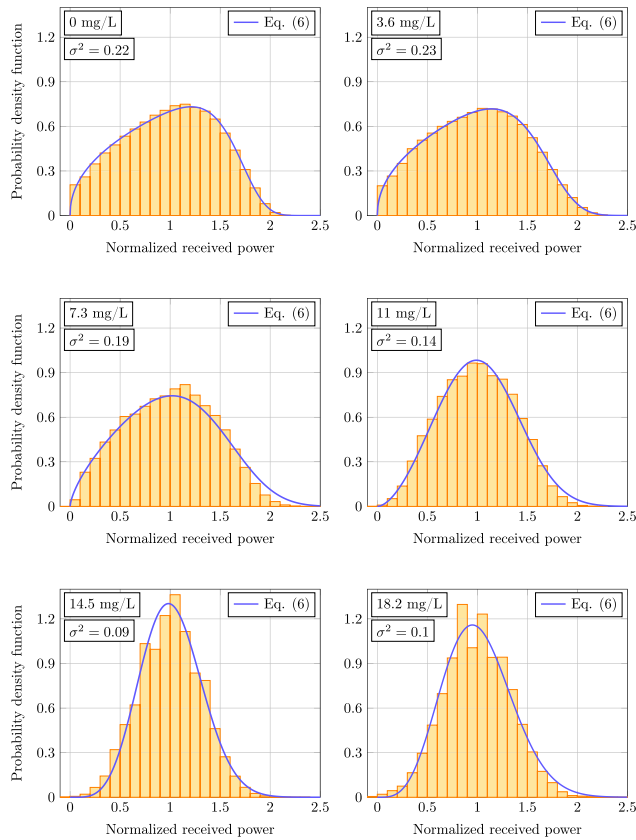 0 mg/L
σ² = 0.22
Eq. (6)
Probability density function
1.2
0.9
0.6
0.3
0
0 0.5 1 1.5 2 2.5
Normalized received power
3.6 mg/L
σ² = 0.23
Eq. (6)
1.2
0.9
0.6
0.3
0
0 0.5 1 1.5 2 2.5
Normalized received power
7.3 mg/L
σ² = 0.19
Eq. (6)
Probability density function
1.2
0.9
0.6
0.3
0
0 0.5 1 1.5 2 2.5
Normalized received power
11 mg/L
σ² = 0.14
Eq. (6)
1.2
0.9
0.6
0.3
0
0 0.5 1 1.5 2 2.5
Normalized received power
14.5 mg/L
σ² = 0.09
Eq. (6)
Probability density function
1.2
0.9
0.6
0.3
0
0 0.5 1 1.5 2 2.5
Normalized received power
18.2 mg/L
σ² = 0.1
Eq. (6)
1.2
0.9
0.6
0.3
0
0 0.5 1 1.5 2 2.5
Normalized received power